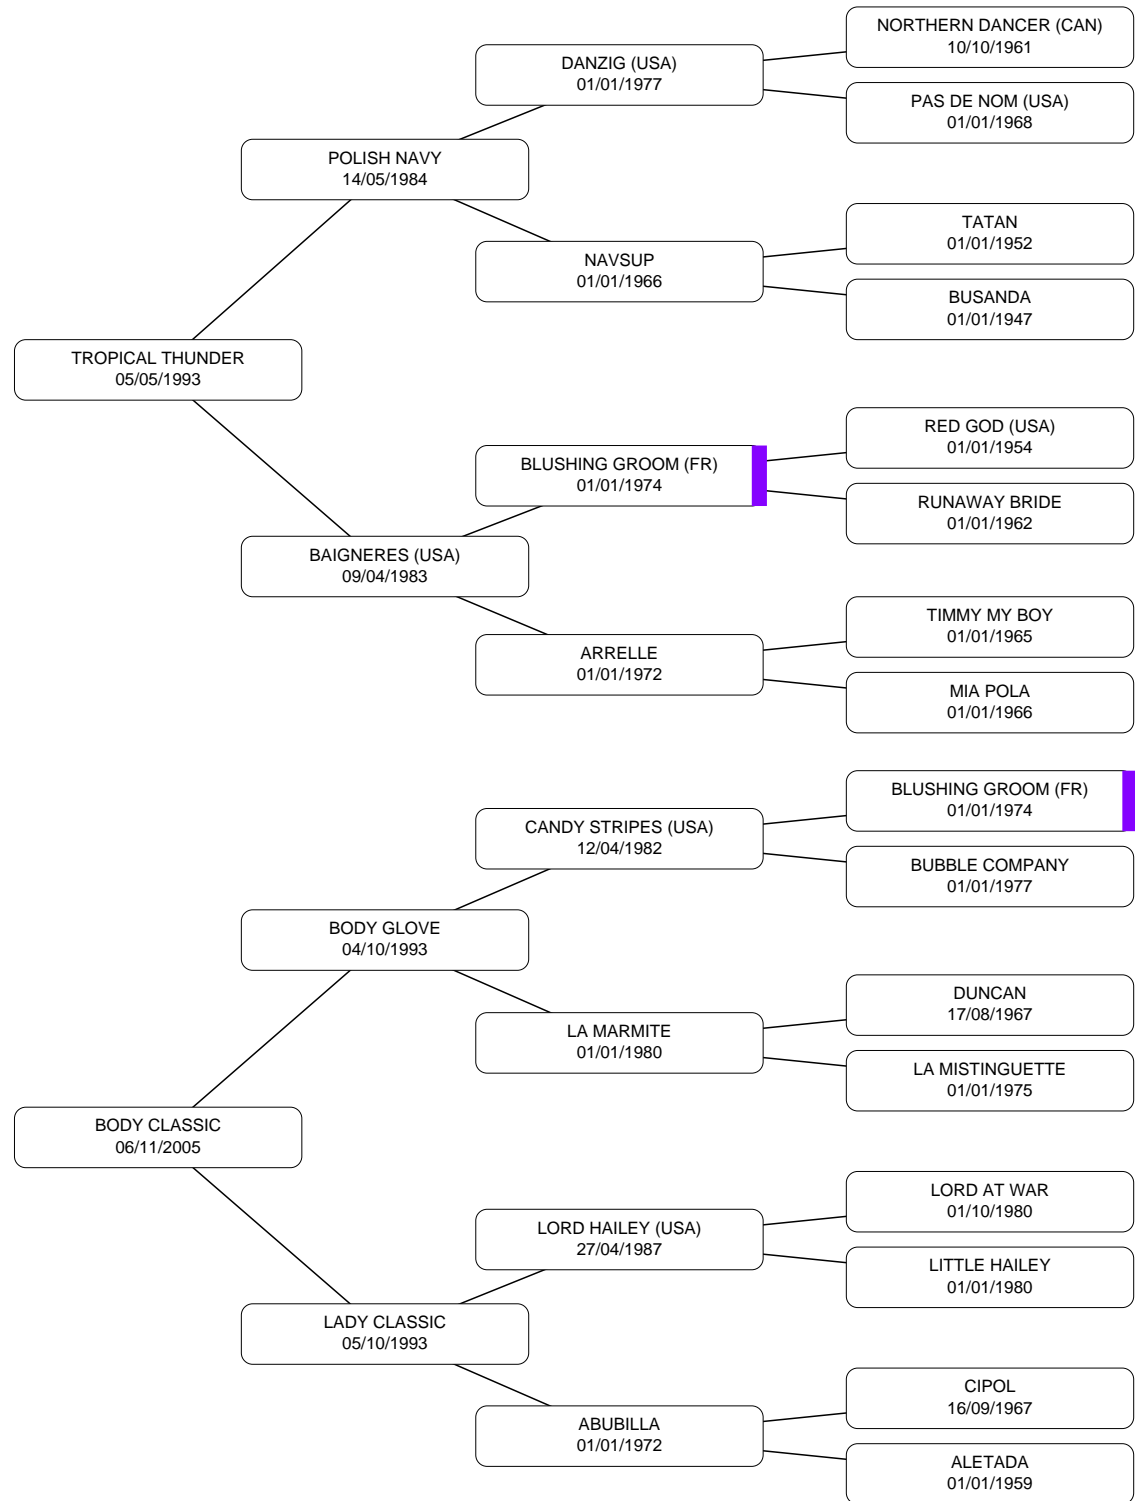 NORTHERN DANCER (CAN)
10/10/1961
DANZIG (USA)
01/01/1977
PAS DE NOM (USA)
01/01/1968
POLISH NAVY
14/05/1984
TATAN
01/01/1952
NAVSUP
01/01/1966
BUSANDA
01/01/1947
TROPICAL THUNDER
05/05/1993
RED GOD (USA)
01/01/1954
BLUSHING GROOM (FR)
01/01/1974
RUNAWAY BRIDE
01/01/1962
BAIGNERES (USA)
09/04/1983
TIMMY MY BOY
01/01/1965
ARRELLE
01/01/1972
MIA POLA
01/01/1966
BLUSHING GROOM (FR)
01/01/1974
CANDY STRIPES (USA)
12/04/1982
BUBBLE COMPANY
01/01/1977
BODY GLOVE
04/10/1993
DUNCAN
17/08/1967
LA MARMITE
01/01/1980
LA MISTINGUETTE
01/01/1975
BODY CLASSIC
06/11/2005
LORD AT WAR
01/10/1980
LORD HAILEY (USA)
27/04/1987
LITTLE HAILEY
01/01/1980
LADY CLASSIC
05/10/1993
CIPOL
16/09/1967
ABUBILLA
01/01/1972
ALETADA
01/01/1959